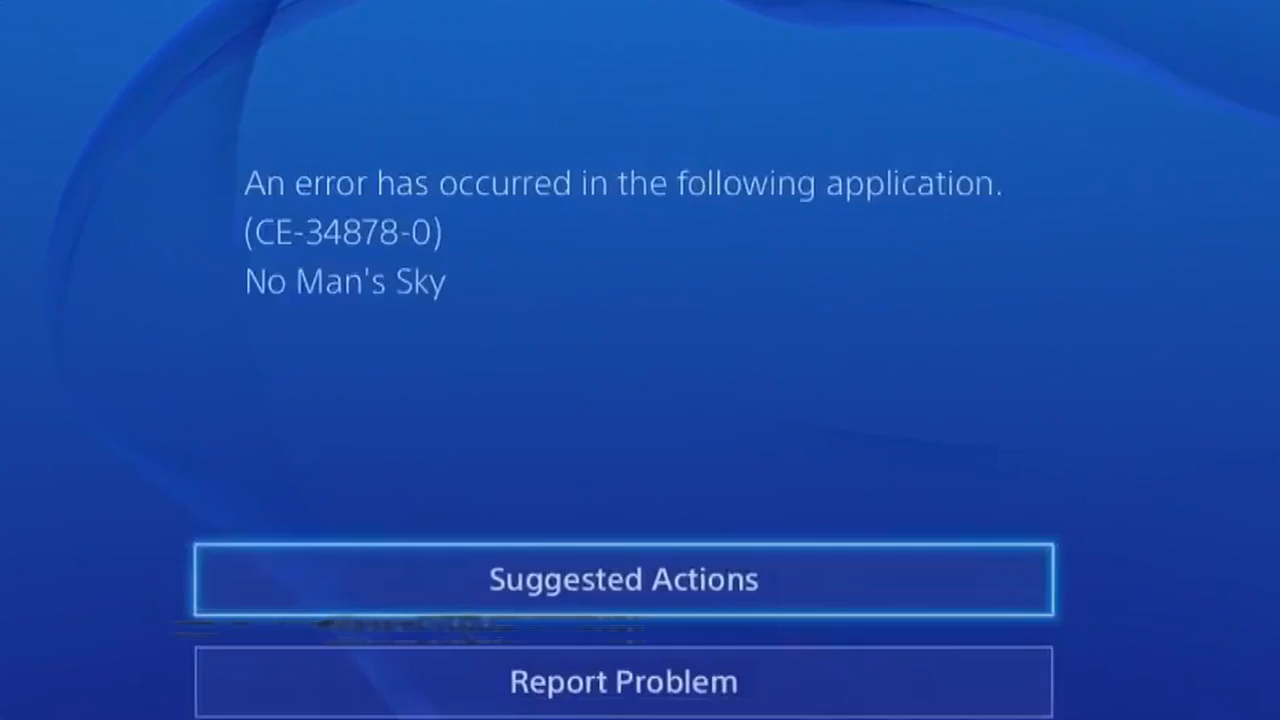 An error has occurred in the following application.
(CE-34878-0)
No Man's Sky
Suggested Actions
Report Problem